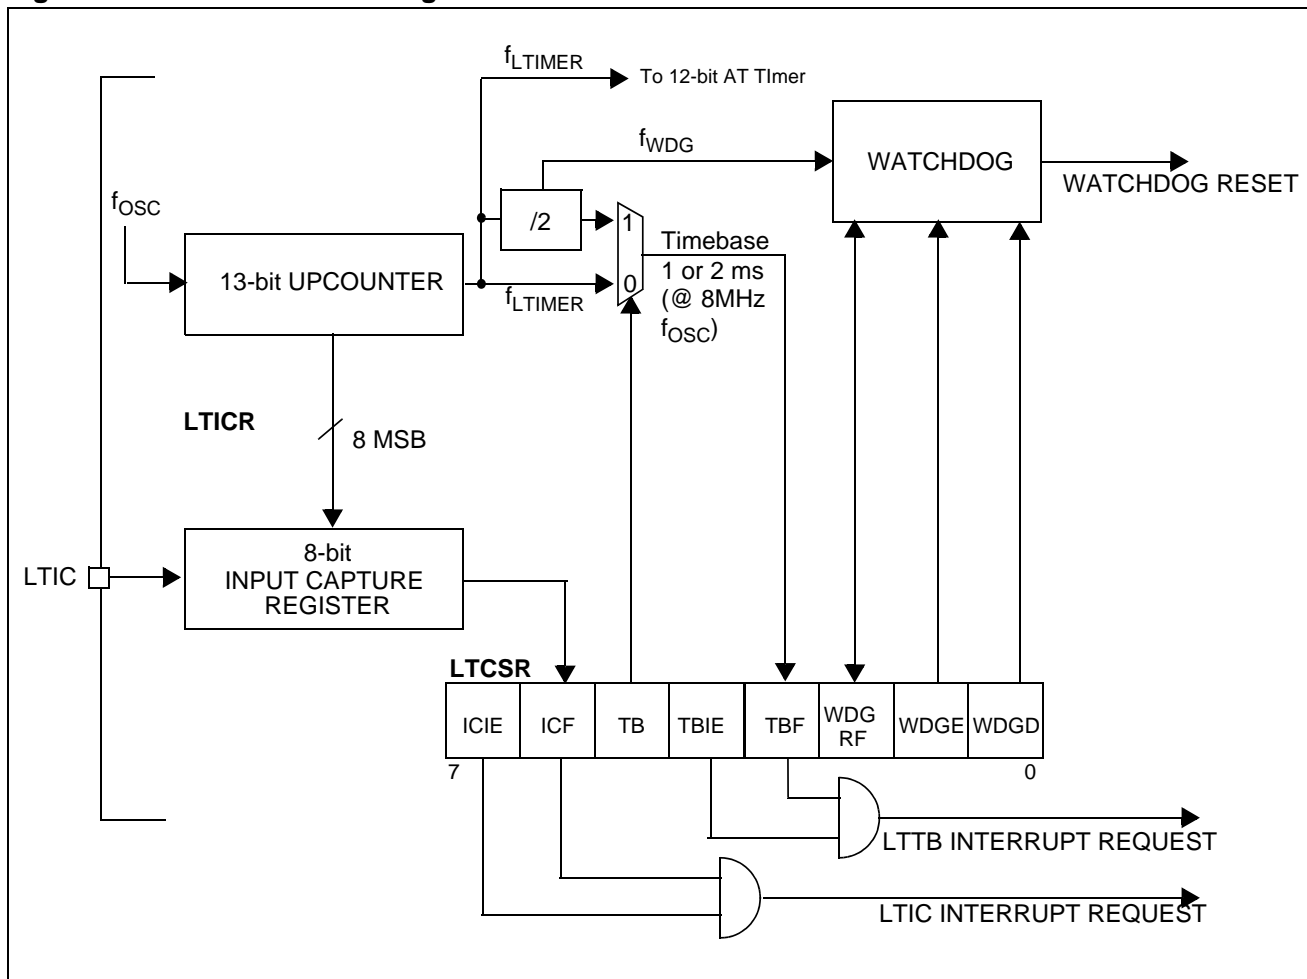 fLTIMER
To 12-bit AT TImer
fWDG
WATCHDOG
WATCHDOG RESET
fOSC
/2
1
Timebase
1 or 2 ms
(@ 8MHz
fOSC)
13-bit UPCOUNTER
0
fLTIMER
LTICR
8 MSB
8-bit
INPUT CAPTURE
REGISTER
LTIC
LTCSR
ICIE ICF TB TBIE TBF WDG RF WDGE WDGD
7 0
LTTB INTERRUPT REQUEST
LTIC INTERRUPT REQUEST